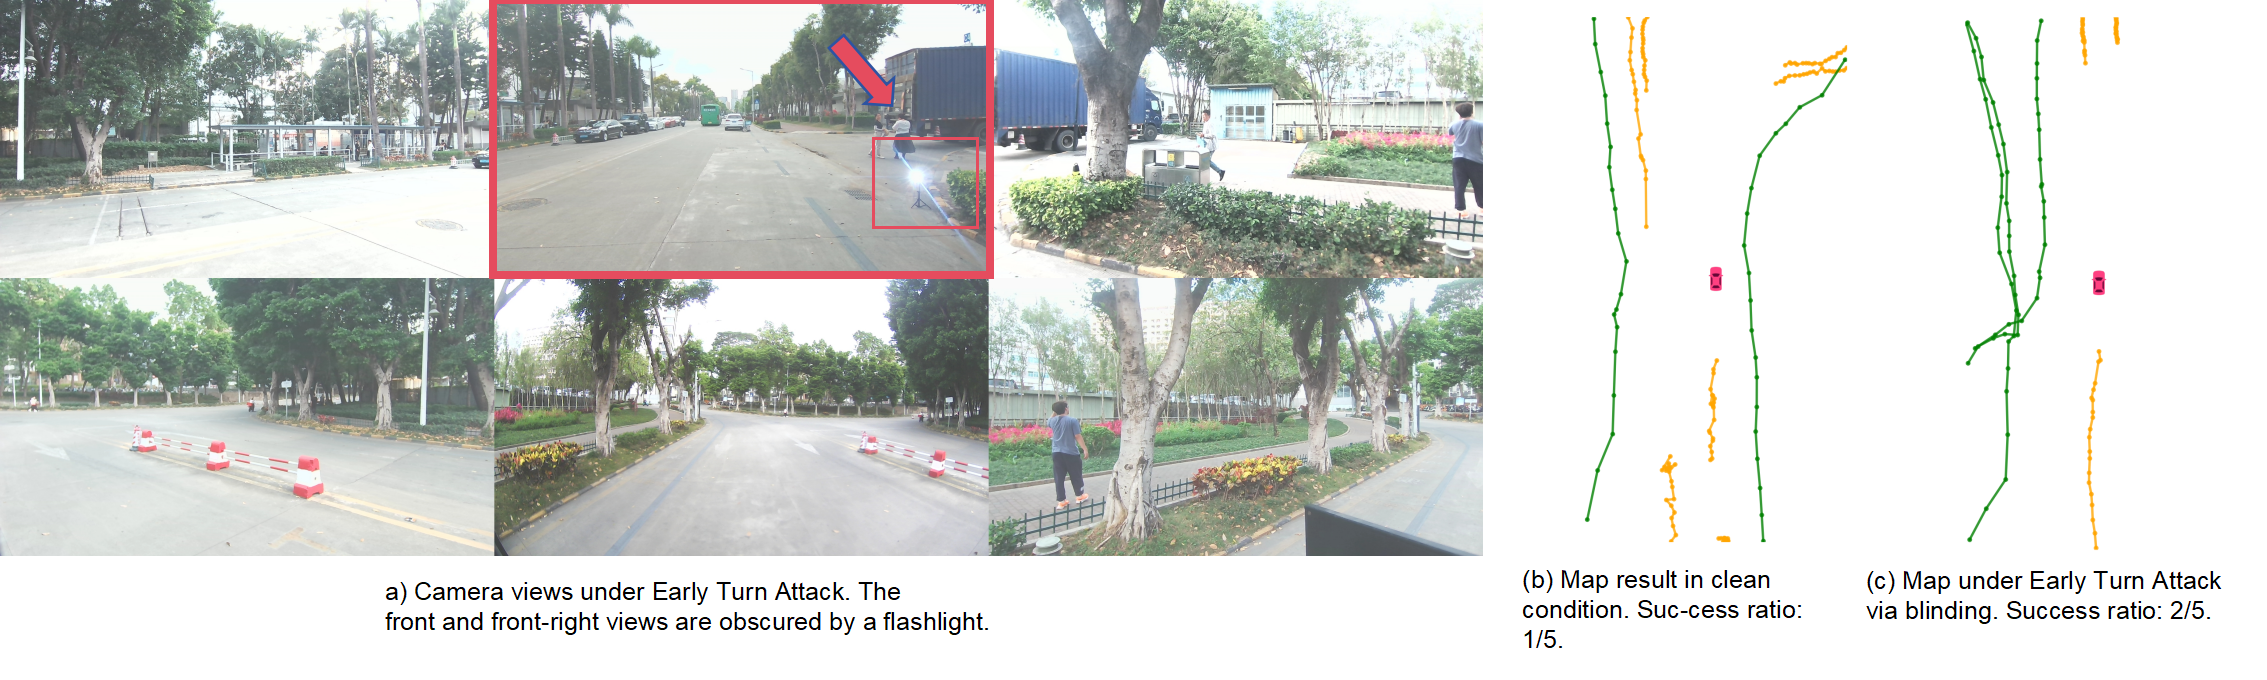 a) Camera views under Early Turn Attack. The
front and front-right views are obscured by a flashlight.
(b) Map result in clean
condition. Suc-cess ratio:
1/5.
(c) Map under Early Turn Attack
via blinding. Success ratio: 2/5.